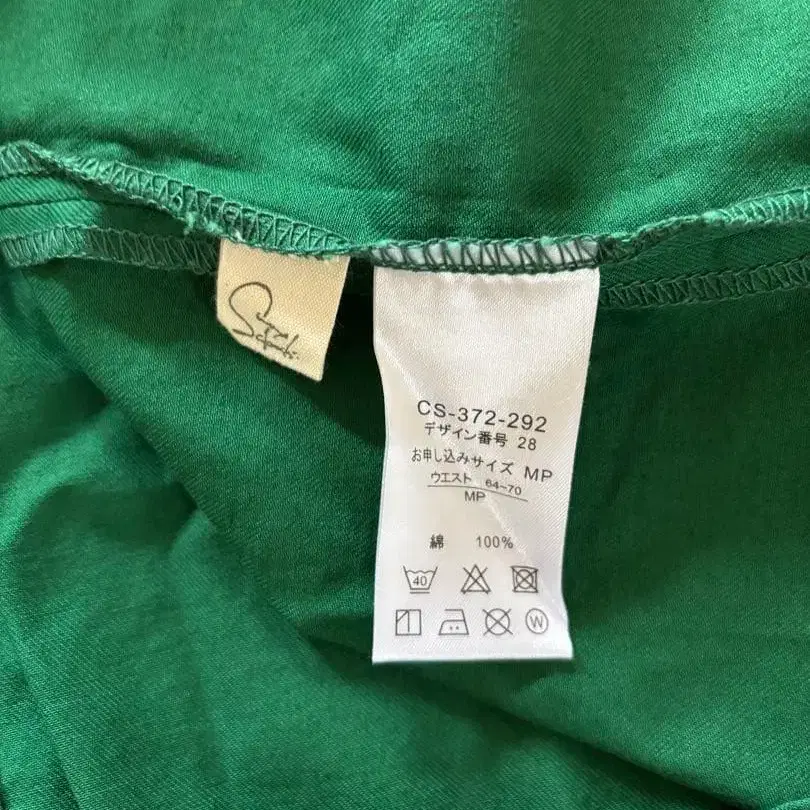 CS-372-292
デザイン番号 28
お申し込みサイズ MP
ウエスト 64~70
MP
綿 100%
40
W